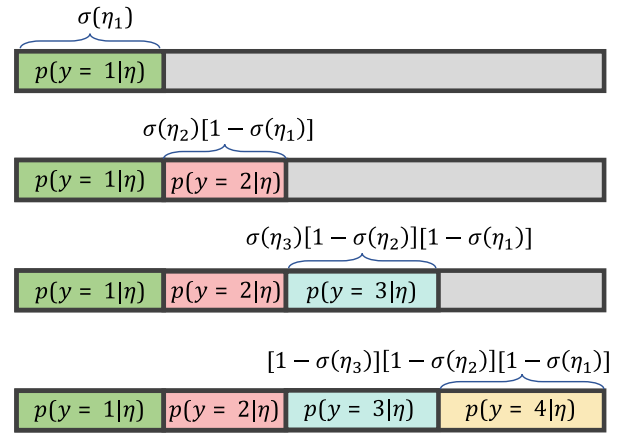 σ(η₁)
p(y = 1|η)
σ(η₂)[1 − σ(η₁)]
p(y = 1|η) p(y = 2|η)
σ(η₃)[1 − σ(η₂)][1 − σ(η₁)]
p(y = 1|η) p(y = 2|η) p(y = 3|η)
[1 − σ(η₃)][1 − σ(η₂)][1 − σ(η₁)]
p(y = 1|η) p(y = 2|η) p(y = 3|η) p(y = 4|η)